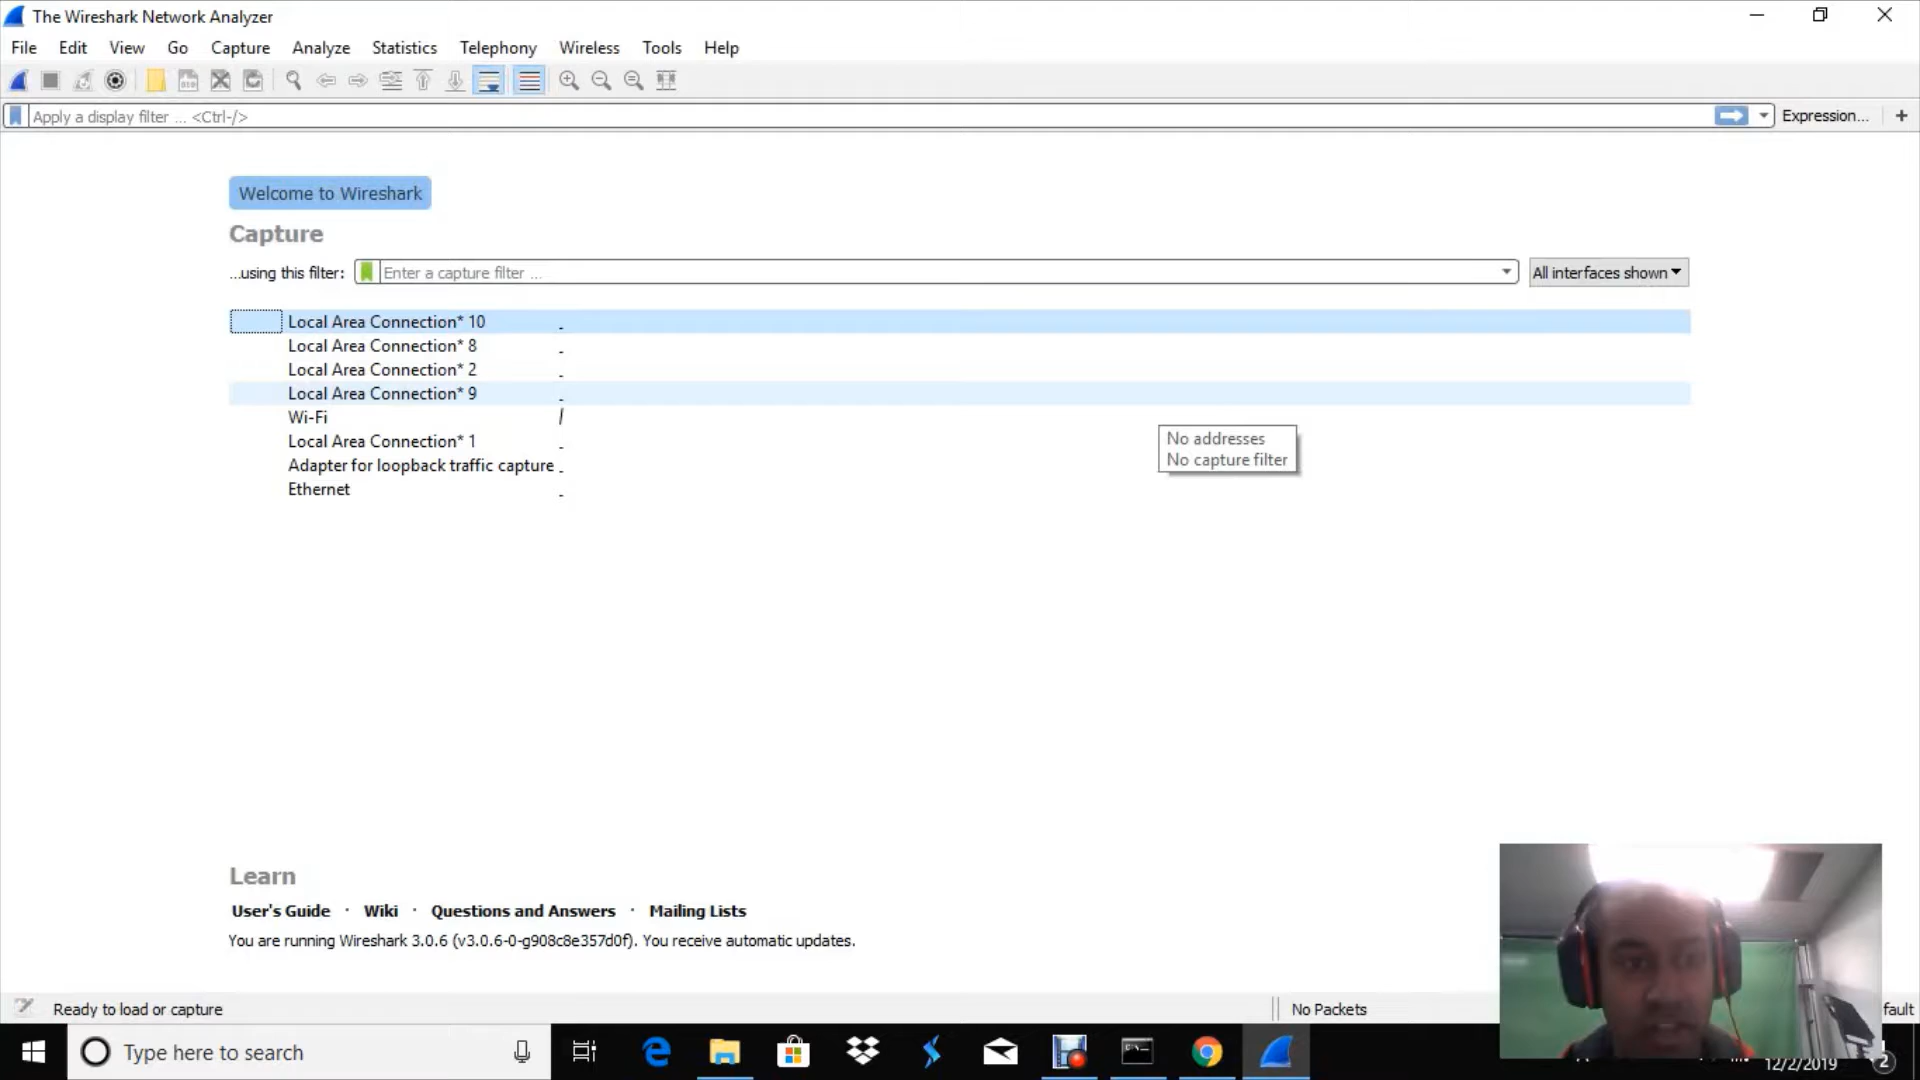 The Wireshark Network Analyzer
File Edit View Go Capture Analyze Statistics Telephony Wireless Tools Help
Apply a display filter ... <Ctrl-/> Expression... +
Welcome to Wireshark
Capture
...using this filter: Enter a capture filter ... All interfaces shown
Local Area Connection* 10
Local Area Connection* 8
Local Area Connection* 2
Local Area Connection* 9
Wi-Fi
Local Area Connection* 1
Adapter for loopback traffic capture
Ethernet
No addresses
No capture filter
Learn
User's Guide · Wiki · Questions and Answers · Mailing Lists
You are running Wireshark 3.0.6 (v3.0.6-0-g908c8e357d0f). You receive automatic updates.
Ready to load or capture No Packets fault
Type here to search
12/2/2019 2